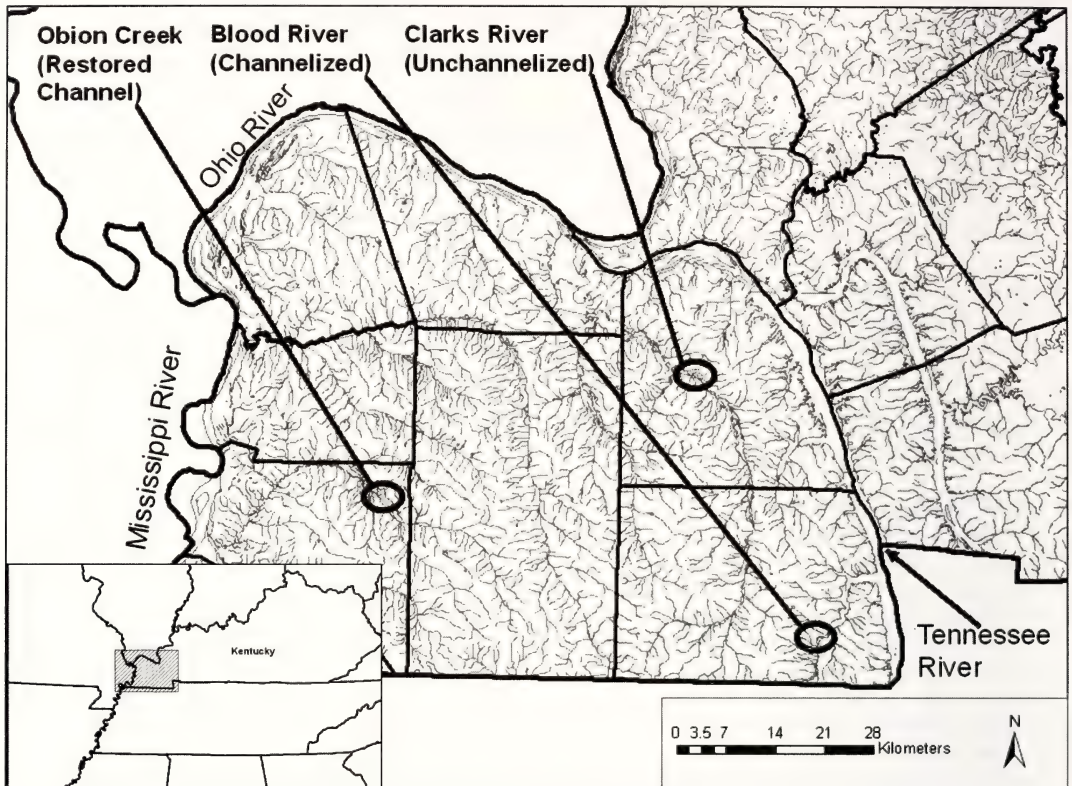 Obion Creek
(Restored
Channel)
Blood River
(Channelized)
Clarks River
(Unchannelized)
Ohio River
Mississippi River
Tennessee
River
Kentucky
0 3.5 7 14 21 28
Kilometers
N